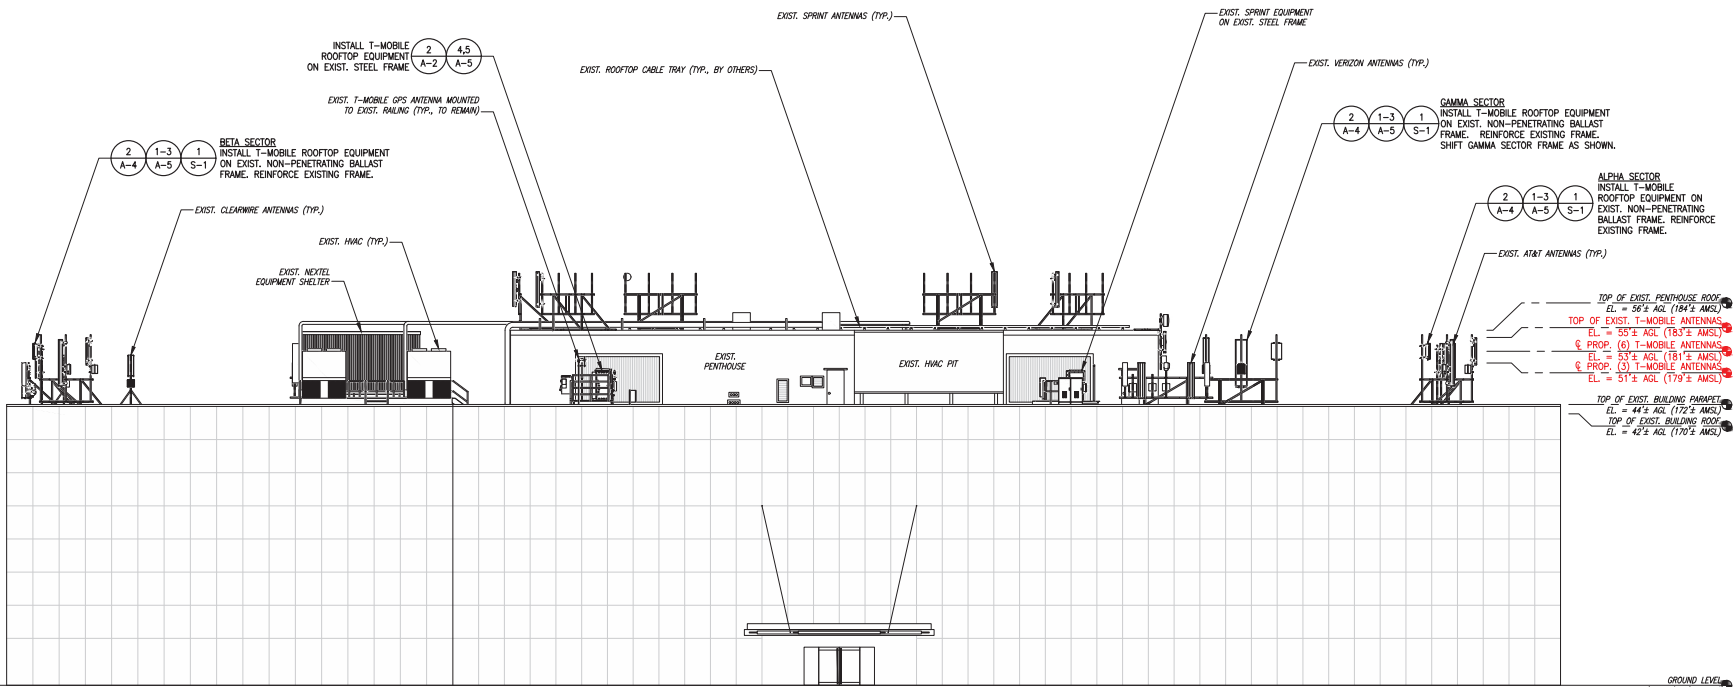 EXIST. SPRINT ANTENNAS (TYP.)
EXIST. SPRINT EQUIPMENT
ON EXIST. STEEL FRAME
INSTALL T-MOBILE
ROOFTOP EQUIPMENT
ON EXIST. STEEL FRAME
2
A-2
4,5
A-5
EXIST. ROOFTOP CABLE TRAY (TYP., BY OTHERS)
EXIST. VERIZON ANTENNAS (TYP.)
EXIST. T-MOBILE GPS ANTENNA MOUNTED
TO EXIST. RAILING (TYP., TO REMAIN)
2
A-4
1-3
A-5
1
S-1
GAMMA SECTOR
INSTALL T-MOBILE ROOFTOP EQUIPMENT
ON EXIST. NON-PENETRATING BALLAST
FRAME. REINFORCE EXISTING FRAME.
SHIFT GAMMA SECTOR FRAME AS SHOWN.
2
A-4
1-3
A-5
1
S-1
BETA SECTOR
INSTALL T-MOBILE ROOFTOP EQUIPMENT
ON EXIST. NON-PENETRATING BALLAST
FRAME. REINFORCE EXISTING FRAME.
2
A-4
1-3
A-5
1
S-1
ALPHA SECTOR
INSTALL T-MOBILE
ROOFTOP EQUIPMENT ON
EXIST. NON-PENETRATING
BALLAST FRAME. REINFORCE
EXISTING FRAME.
EXIST. CLEARWIRE ANTENNAS (TYP.)
EXIST. HVAC (TYP.)
EXIST. AT&T ANTENNAS (TYP.)
EXIST. NEXTEL
EQUIPMENT SHELTER
TOP OF EXIST. PENTHOUSE ROOF
EL. = 56'± AGL (184'± AMSL)
TOP OF EXIST. T-MOBILE ANTENNAS
EL. = 55'± AGL (183'± AMSL)
℄ PROP. (6) T-MOBILE ANTENNAS
EL. = 53'± AGL (181'± AMSL)
℄ PROP. (3) T-MOBILE ANTENNAS
EL. = 51'± AGL (179'± AMSL)
EXIST.
PENTHOUSE
EXIST. HVAC PIT
TOP OF EXIST. BUILDING PARAPET
EL. = 44'± AGL (172'± AMSL)
TOP OF EXIST. BUILDING ROOF
EL. = 42'± AGL (170'± AMSL)
GROUND LEVEL